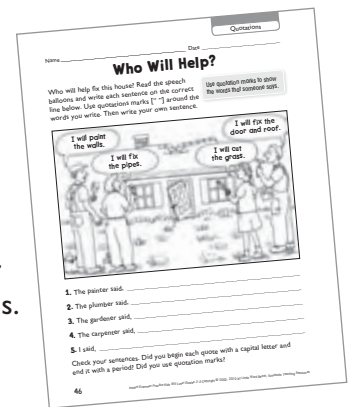 Quotations
Name Date
Who Will Help?
Who will help fix this house? Read the speech
balloons and write each sentence on the correct
line below. Use quotations marks [" "] around the
words you write. Then write your own sentence.
Use quotation marks to show
the words that someone says.
I will paint
the walls.
I will fix
the pipes.
I will fix the
door and roof.
I will cut
the grass.
1. The painter said,
2. The plumber said,
3. The gardener said,
4. The carpenter said,
5. I said,
Check your sentences. Did you begin each quote with a capital letter and
end it with a period? Did you use quotation marks?
46
s.